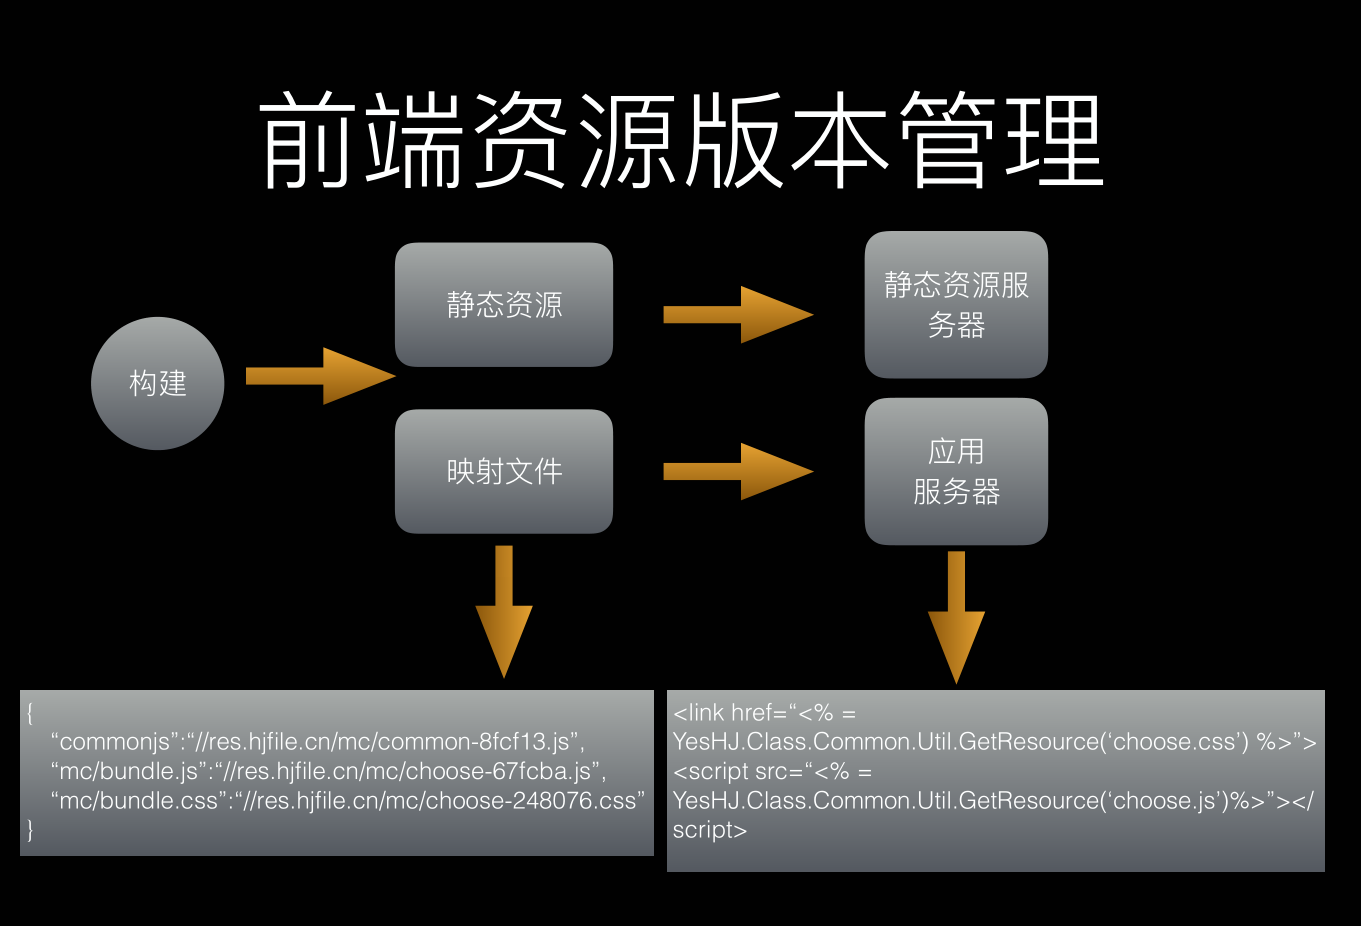 前端资源版本管理
构建
静态资源
静态资源服
务器
映射文件
应用
服务器
{
“commonjs”:“//res.hjfile.cn/mc/common-8fcf13.js”,
“mc/bundle.js”:“//res.hjfile.cn/mc/choose-67fcba.js”,
“mc/bundle.css”:“//res.hjfile.cn/mc/choose-248076.css”
}
<link href=“<% =
YesHJ.Class.Common.Util.GetResource(‘choose.css’) %>”>
<script src=“<% =
YesHJ.Class.Common.Util.GetResource(‘choose.js’)%>”></
script>